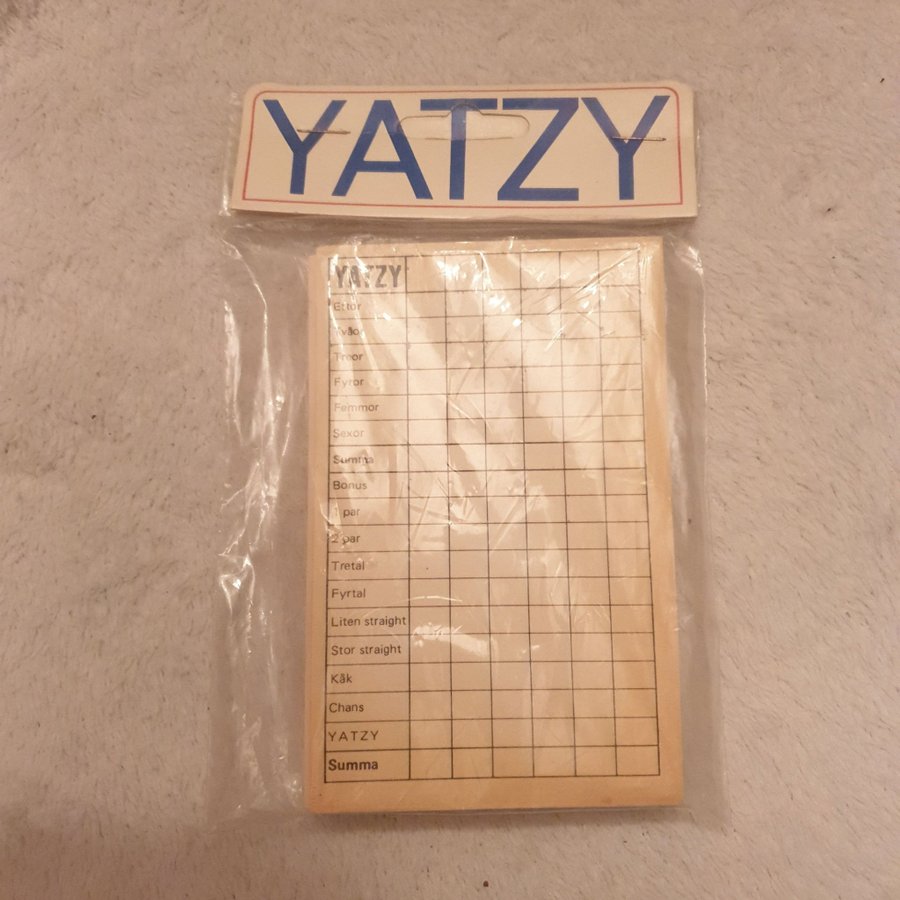 YATZY
YATZY
Ettor
Tvåor
Treor
Fyror
Femmor
Sexor
Summa
Bonus
1 par
2 par
Tretal
Fyrtal
Liten straight
Stor straight
Kåk
Chans
YATZY
Summa